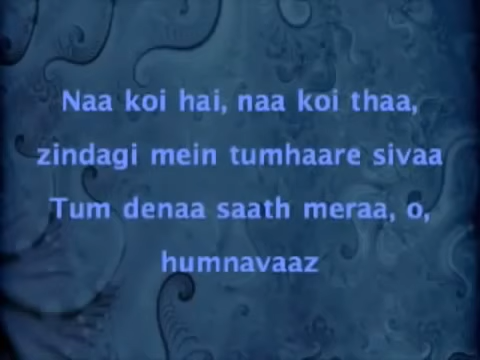 Naa koi hai, naa koi thaa,
zindagi mein tumhaare sivaa
Tum denaa saath meraa, o,
humnavaaz